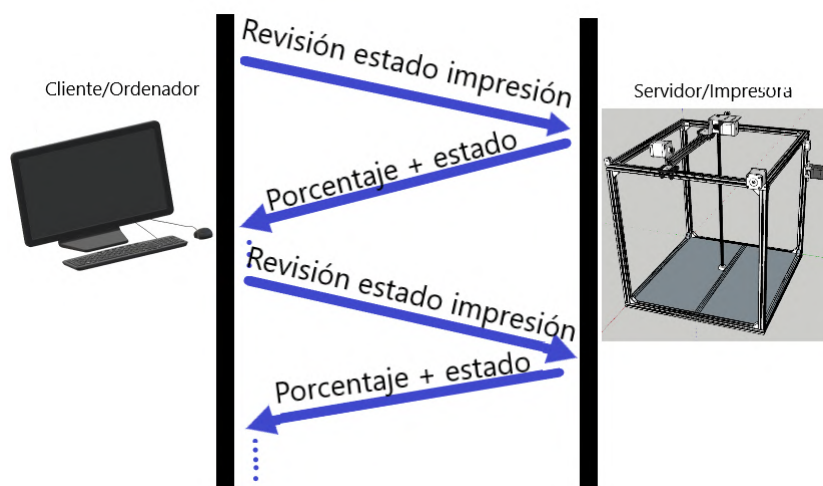 Cliente/Ordenador
Revisión estado impresión
Servidor/Impresora
Porcentaje + estado
Revisión estado impresión
Porcentaje + estado